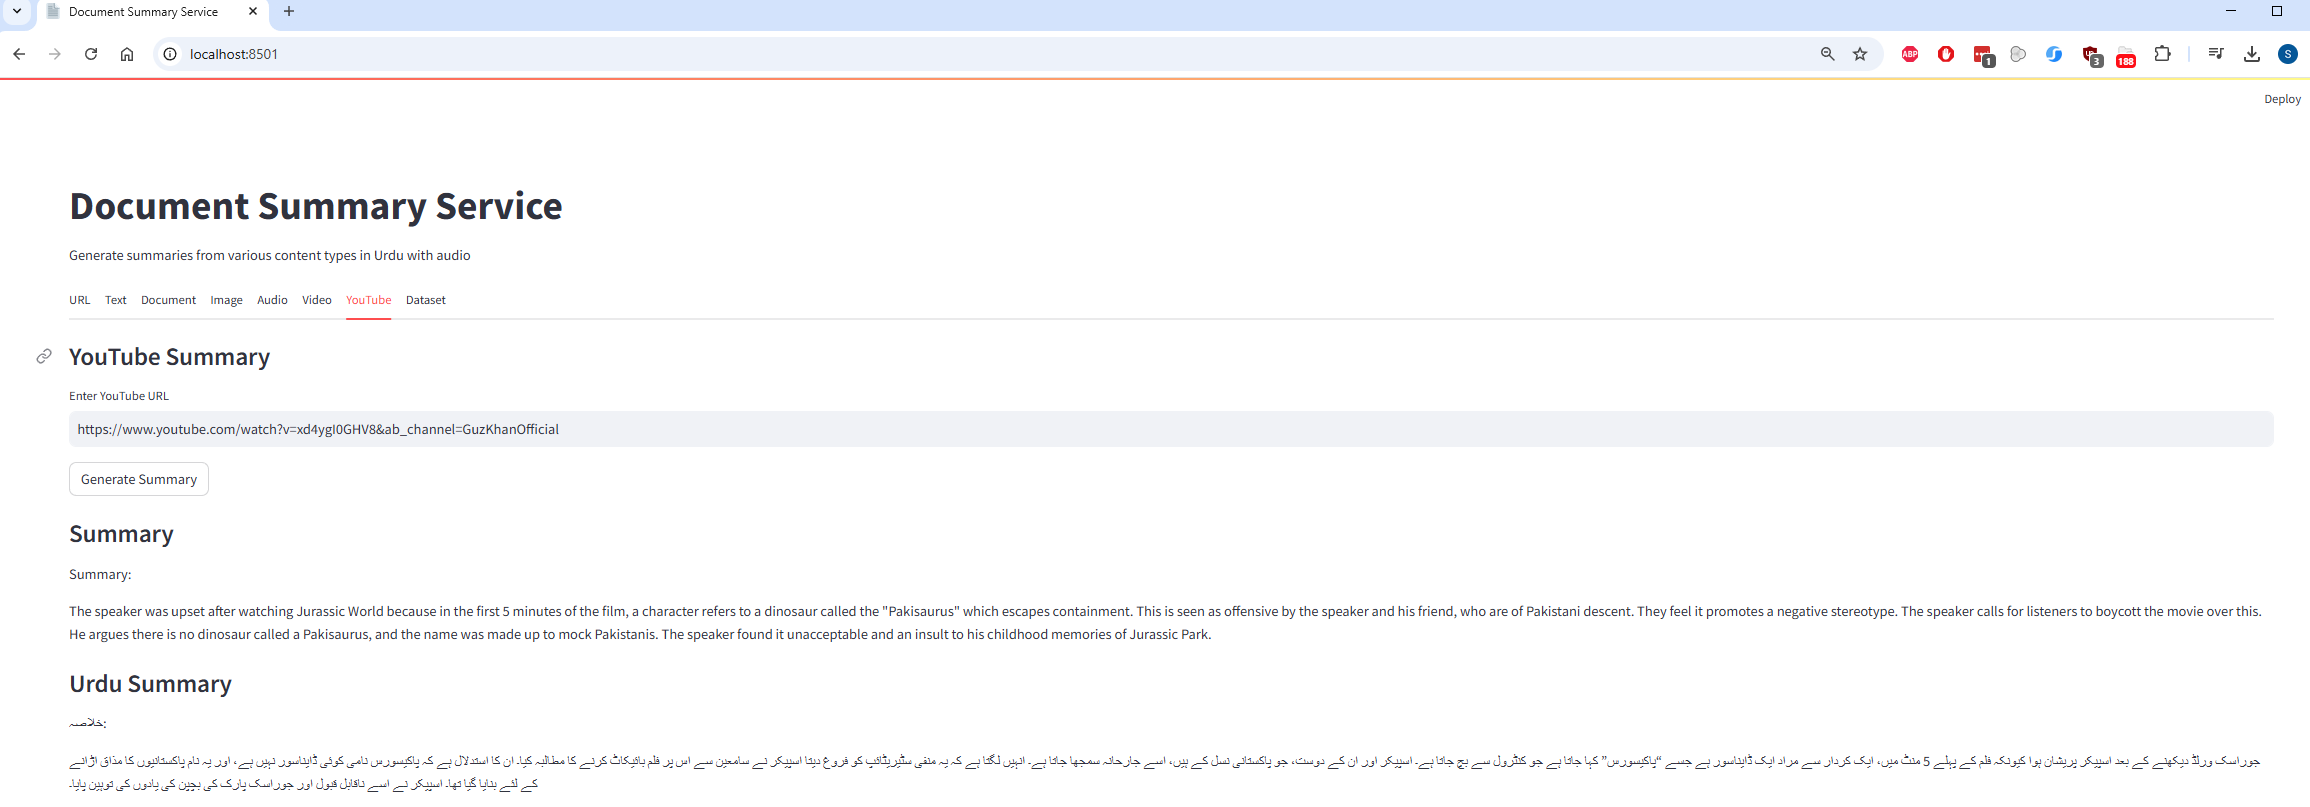 Document Summary Service
localhost:8501
ABP
1
3
188
S
Deploy
Document Summary Service
Generate summaries from various content types in Urdu with audio
URL Text Document Image Audio Video YouTube Dataset
YouTube Summary
Enter YouTube URL
https://www.youtube.com/watch?v=xd4ygI0GHV8&ab_channel=GuzKhanOfficial
Generate Summary
Summary
Summary:
The speaker was upset after watching Jurassic World because in the first 5 minutes of the film, a character refers to a dinosaur called the "Pakisaurus" which escapes containment. This is seen as offensive by the speaker and his friend, who are of Pakistani descent. They feel it promotes a negative stereotype. The speaker calls for listeners to boycott the movie over this.
He argues there is no dinosaur called a Pakisaurus, and the name was made up to mock Pakistanis. The speaker found it unacceptable and an insult to his childhood memories of Jurassic Park.
Urdu Summary
خلاصہ:
جوراسک ورلڈ دیکھنے کے بعد اسپیکر پریشان ہوا کیونکہ فلم کے پہلے 5 منٹ میں، ایک کردار سے مراد ایک ڈایناسور ہے جسے “پاکیسورس” کہا جاتا ہے جو کنٹرول سے بچ جاتا ہے۔ اسپیکر اور ان کے دوست، جو پاکستانی نسل کے ہیں، اسے جارحانہ سمجھا جاتا ہے۔ انہیں لگتا ہے کہ یہ منفی سٹیریٹائپ کو فروغ دیتا اسپیکر نے سامعین سے اس پر فلم بائیکاٹ کرنے کا مطالبہ کیا۔ ان کا استدلال ہے کہ پاکیسورس نامی کوئی ڈایناسور نہیں ہے، اور یہ نام پاکستانیوں کا مذاق اڑانے
کے لئے بنایا گیا تھا۔ اسپیکر نے اسے ناقابل قبول اور جوراسک پارک کی بچپن کی یادوں کی توہین پایا۔